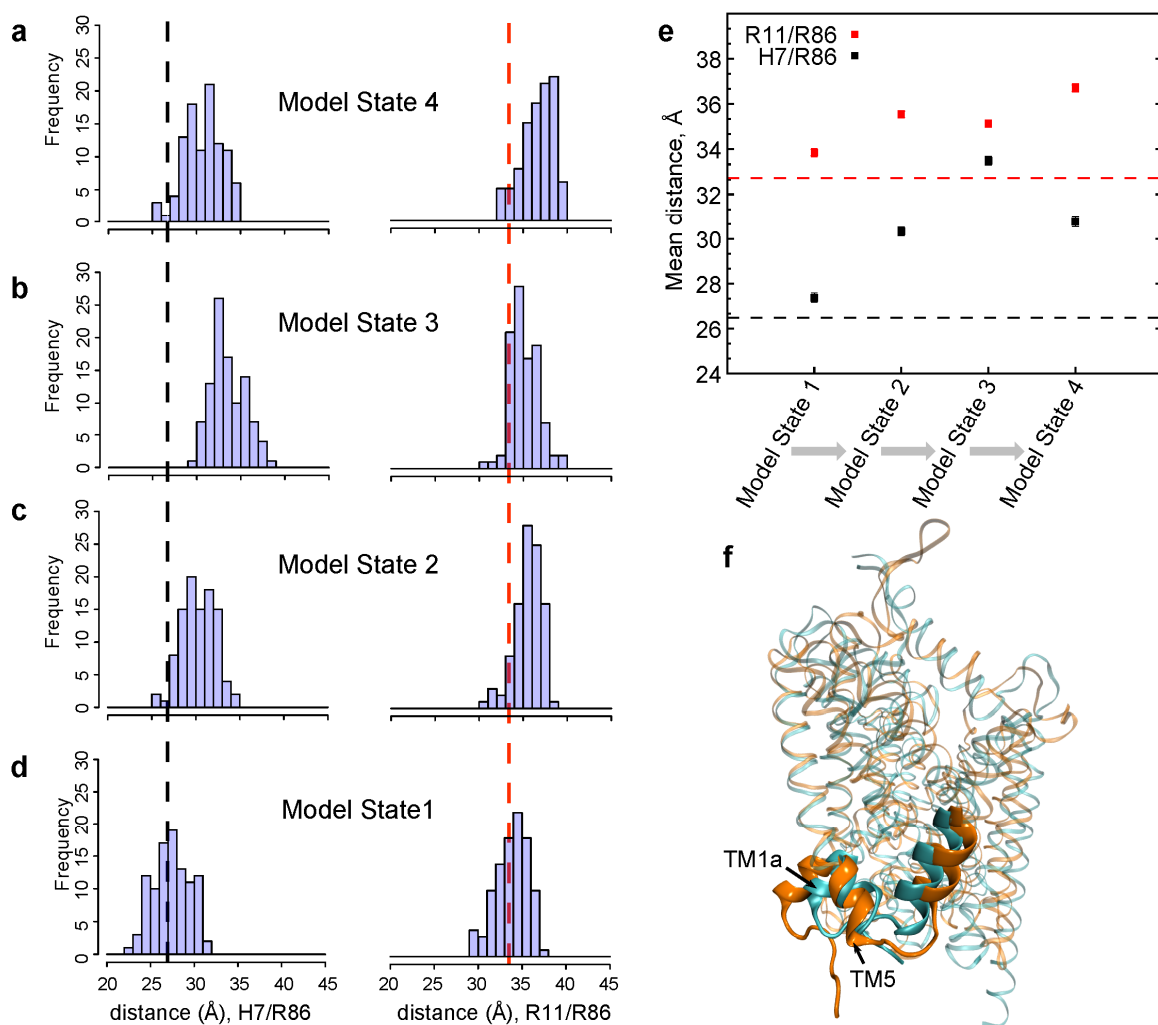 a
30
25
20
15
10
5
0
Frequency
Model State 4
b
30
25
20
15
10
5
0
Frequency
Model State 3
c
30
25
20
15
10
5
0
Frequency
Model State 2
d
30
25
20
15
10
5
0
Frequency
Model State1
20 25 30 35 40 45
distance (Å), H7/R86
20 25 30 35 40 45
distance (Å), R11/R86
e
R11/R86
H7/R86
38
36
34
32
30
28
26
24
Mean distance, Å
Model State 1
Model State 2
Model State 3
Model State 4
f
TM1a
TM5